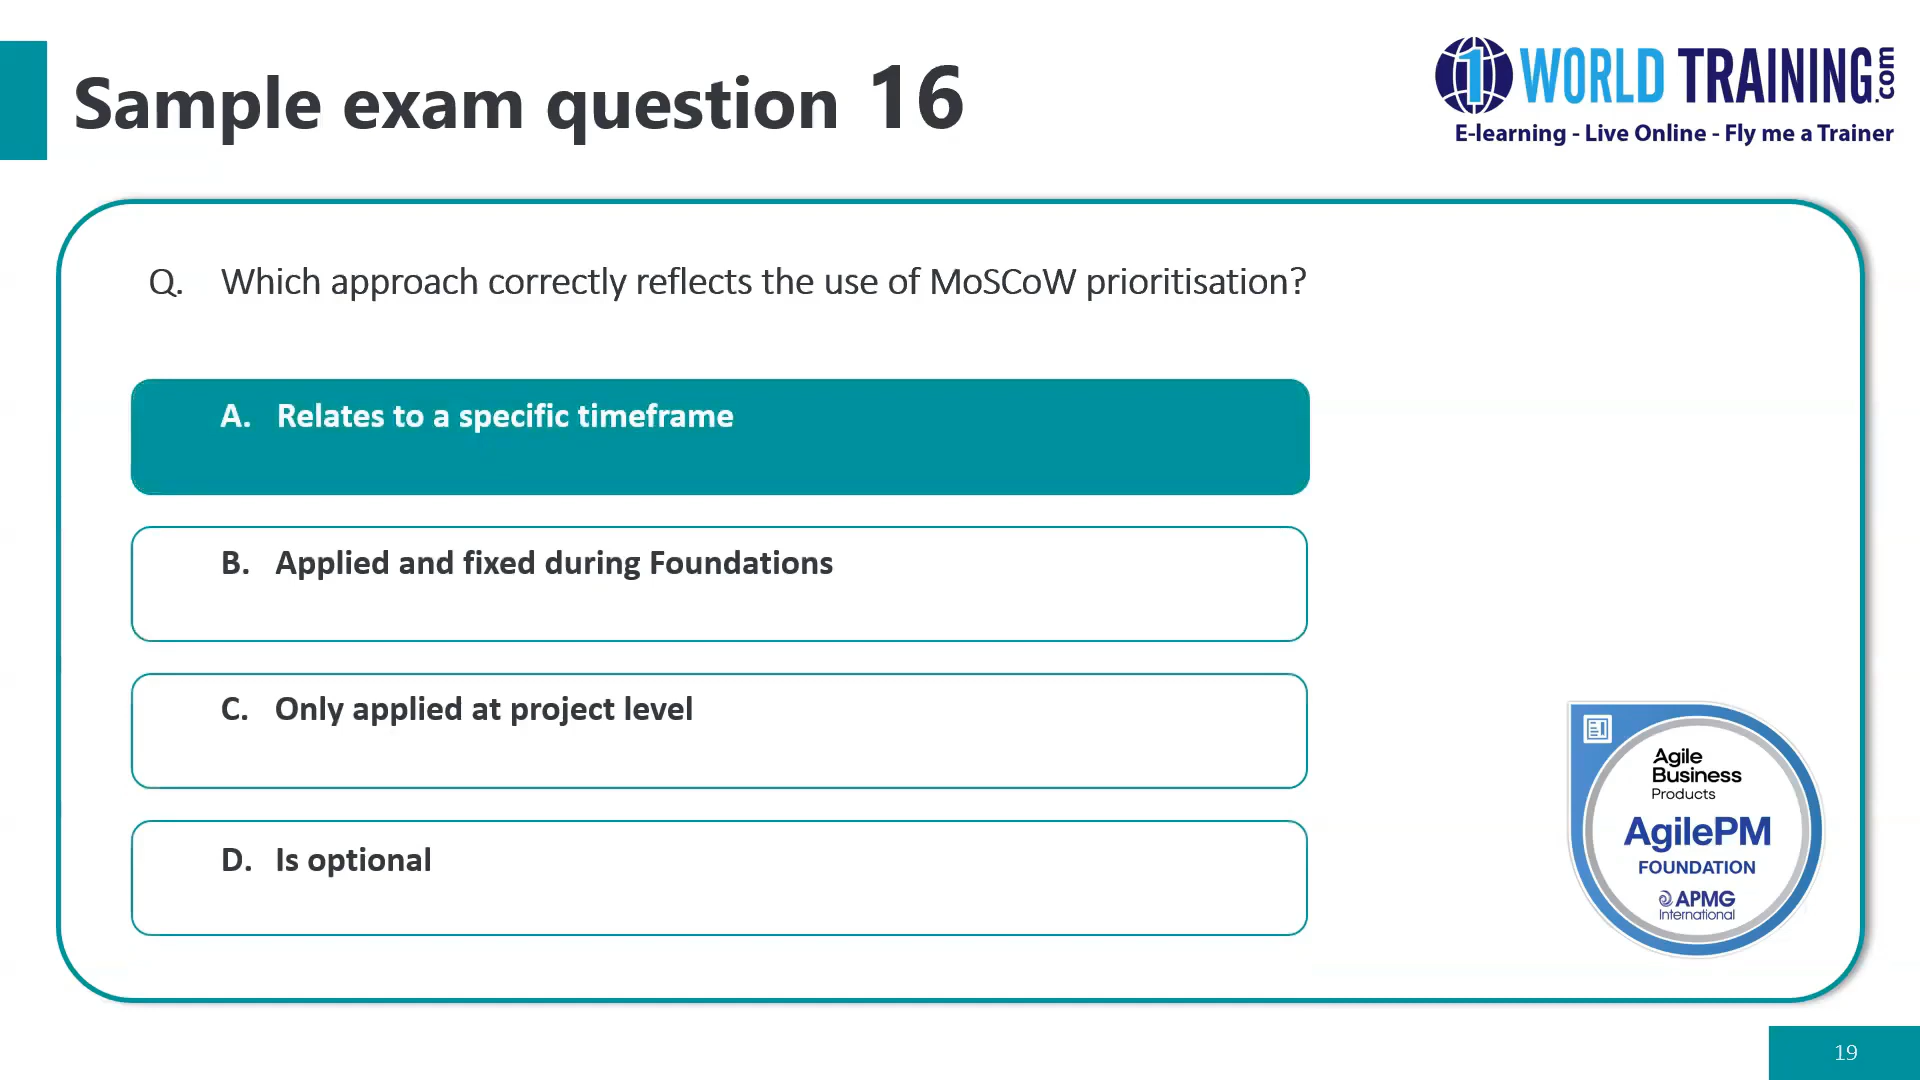 Sample exam question 16
1 WORLD TRAINING.com
E-learning - Live Online - Fly me a Trainer
Q. Which approach correctly reflects the use of MoSCoW prioritisation?
A. Relates to a specific timeframe
B. Applied and fixed during Foundations
C. Only applied at project level
D. Is optional
Agile
Business
Products
AgilePM
FOUNDATION
APMG
International
19